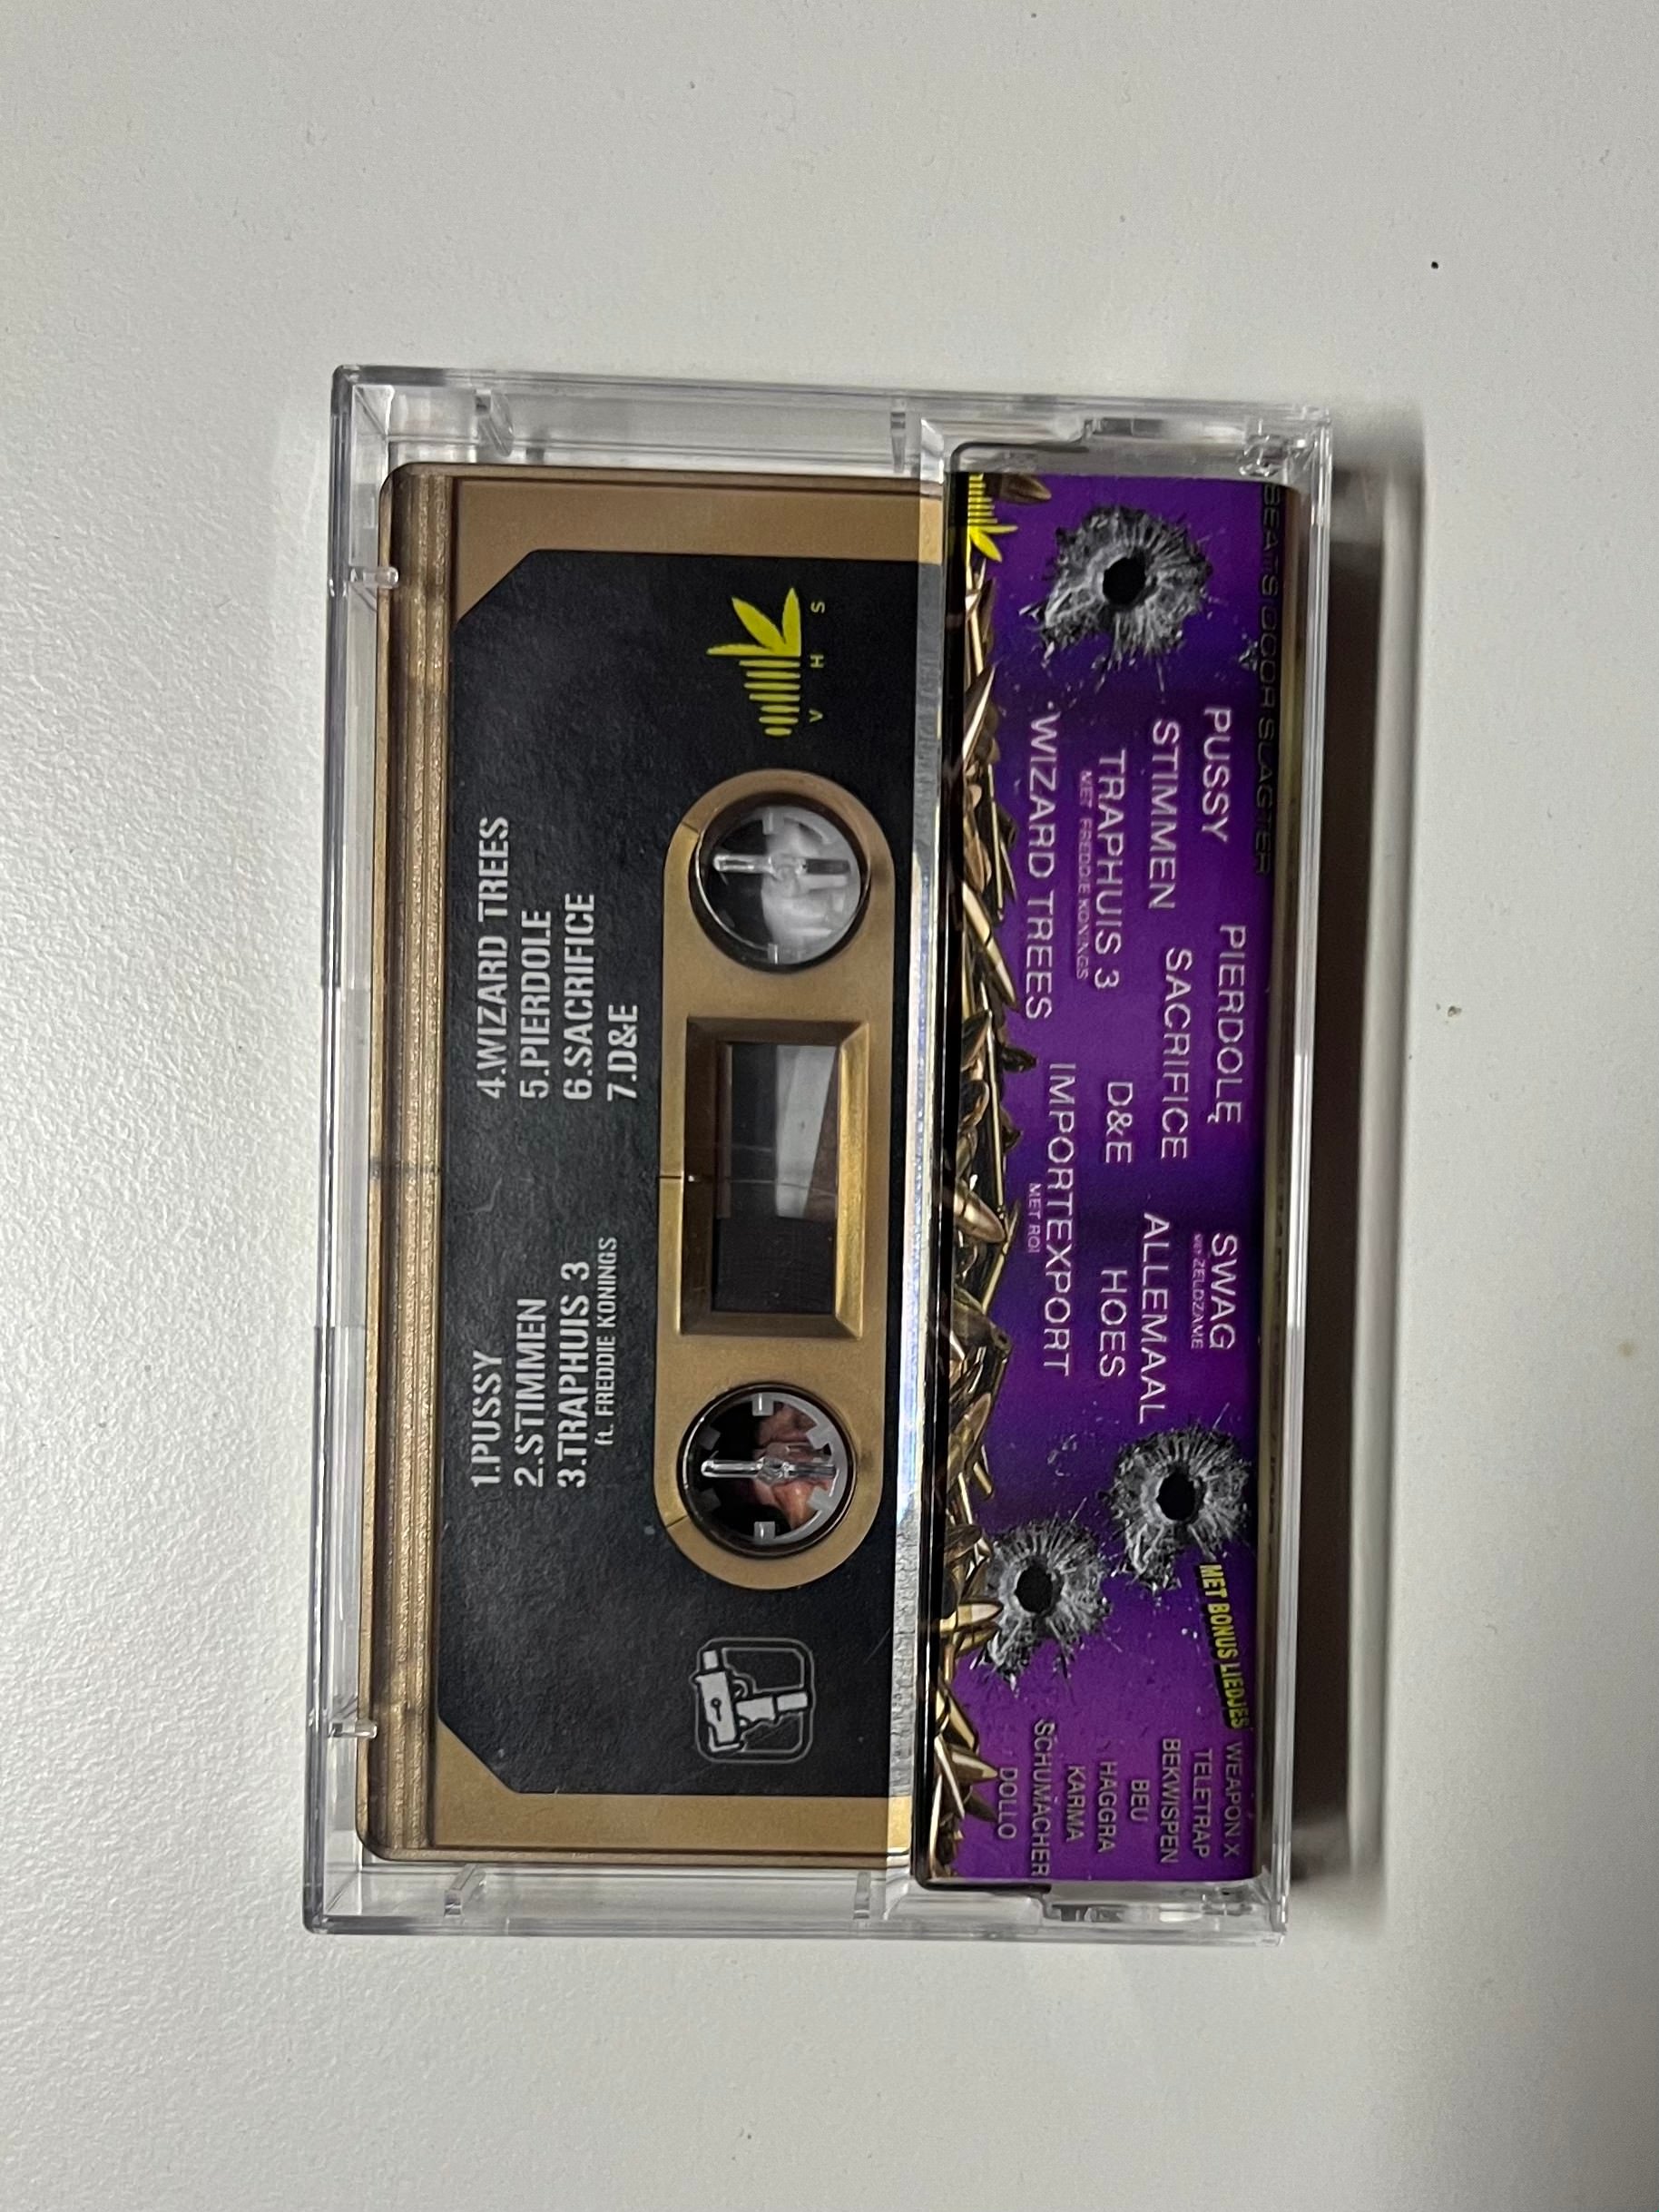 S H V
1.PUSSY
2.STIMMEN
3.TRAPHUIS 3
ft. FREDDIE KONINGS
4.WIZARD TREES
5.PIERDOLE
6.SACRIFICE
7.D&E
BEATS DOOR SLAGTER
PUSSY
STIMMEN
TRAPHUIS 3
MET FREDDIE KONINGS
WIZARD TREES
PIERDOLĘ
SACRIFICE
D&E
IMPORTEXPORT
MET ROI
SWAG
MET ZELDZAME
ALLEMAAL
HOES
MET BONUS LIEDJES
WEAPON X
TELETRAP
BEKWISPEN
BEU
HAGGRA
KARMA
SCHUMACHER
DOLLO